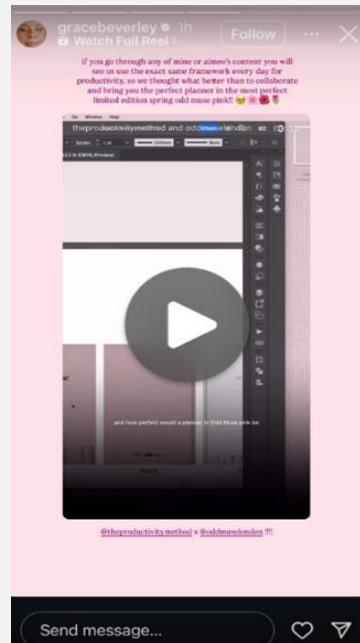 gracebeverley 1h
Watch Full Reel >
Follow
if you go through any of mine or aimee's content you will
see us use the exact same framework every day for
productivity, so we thought what better than to collaborate
and bring you the perfect planner in the most perfect
limited edition spring odd muse pink!! 🥹🌸🌺🌷
Window Help
theproductivitymethod and oddmuselondon
and how perfect would a planner in Odd Muse pink be
@theproductivitymethod x @oddmuselondon !!!
Send message...